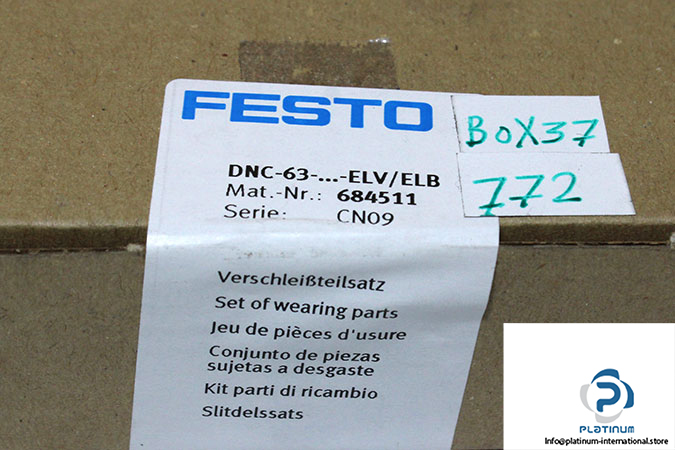 FESTO
DNC-63-...-ELV/ELB
Mat.-Nr.: 684511
Serie: CN09
Verschleißteilsatz
Set of wearing parts
Jeu de pièces d'usure
Conjunto de piezas
sujetas a desgaste
Kit parti di ricambio
Slitdelssats
BOX37
772
PLATINUM
Info@platinum-international.store